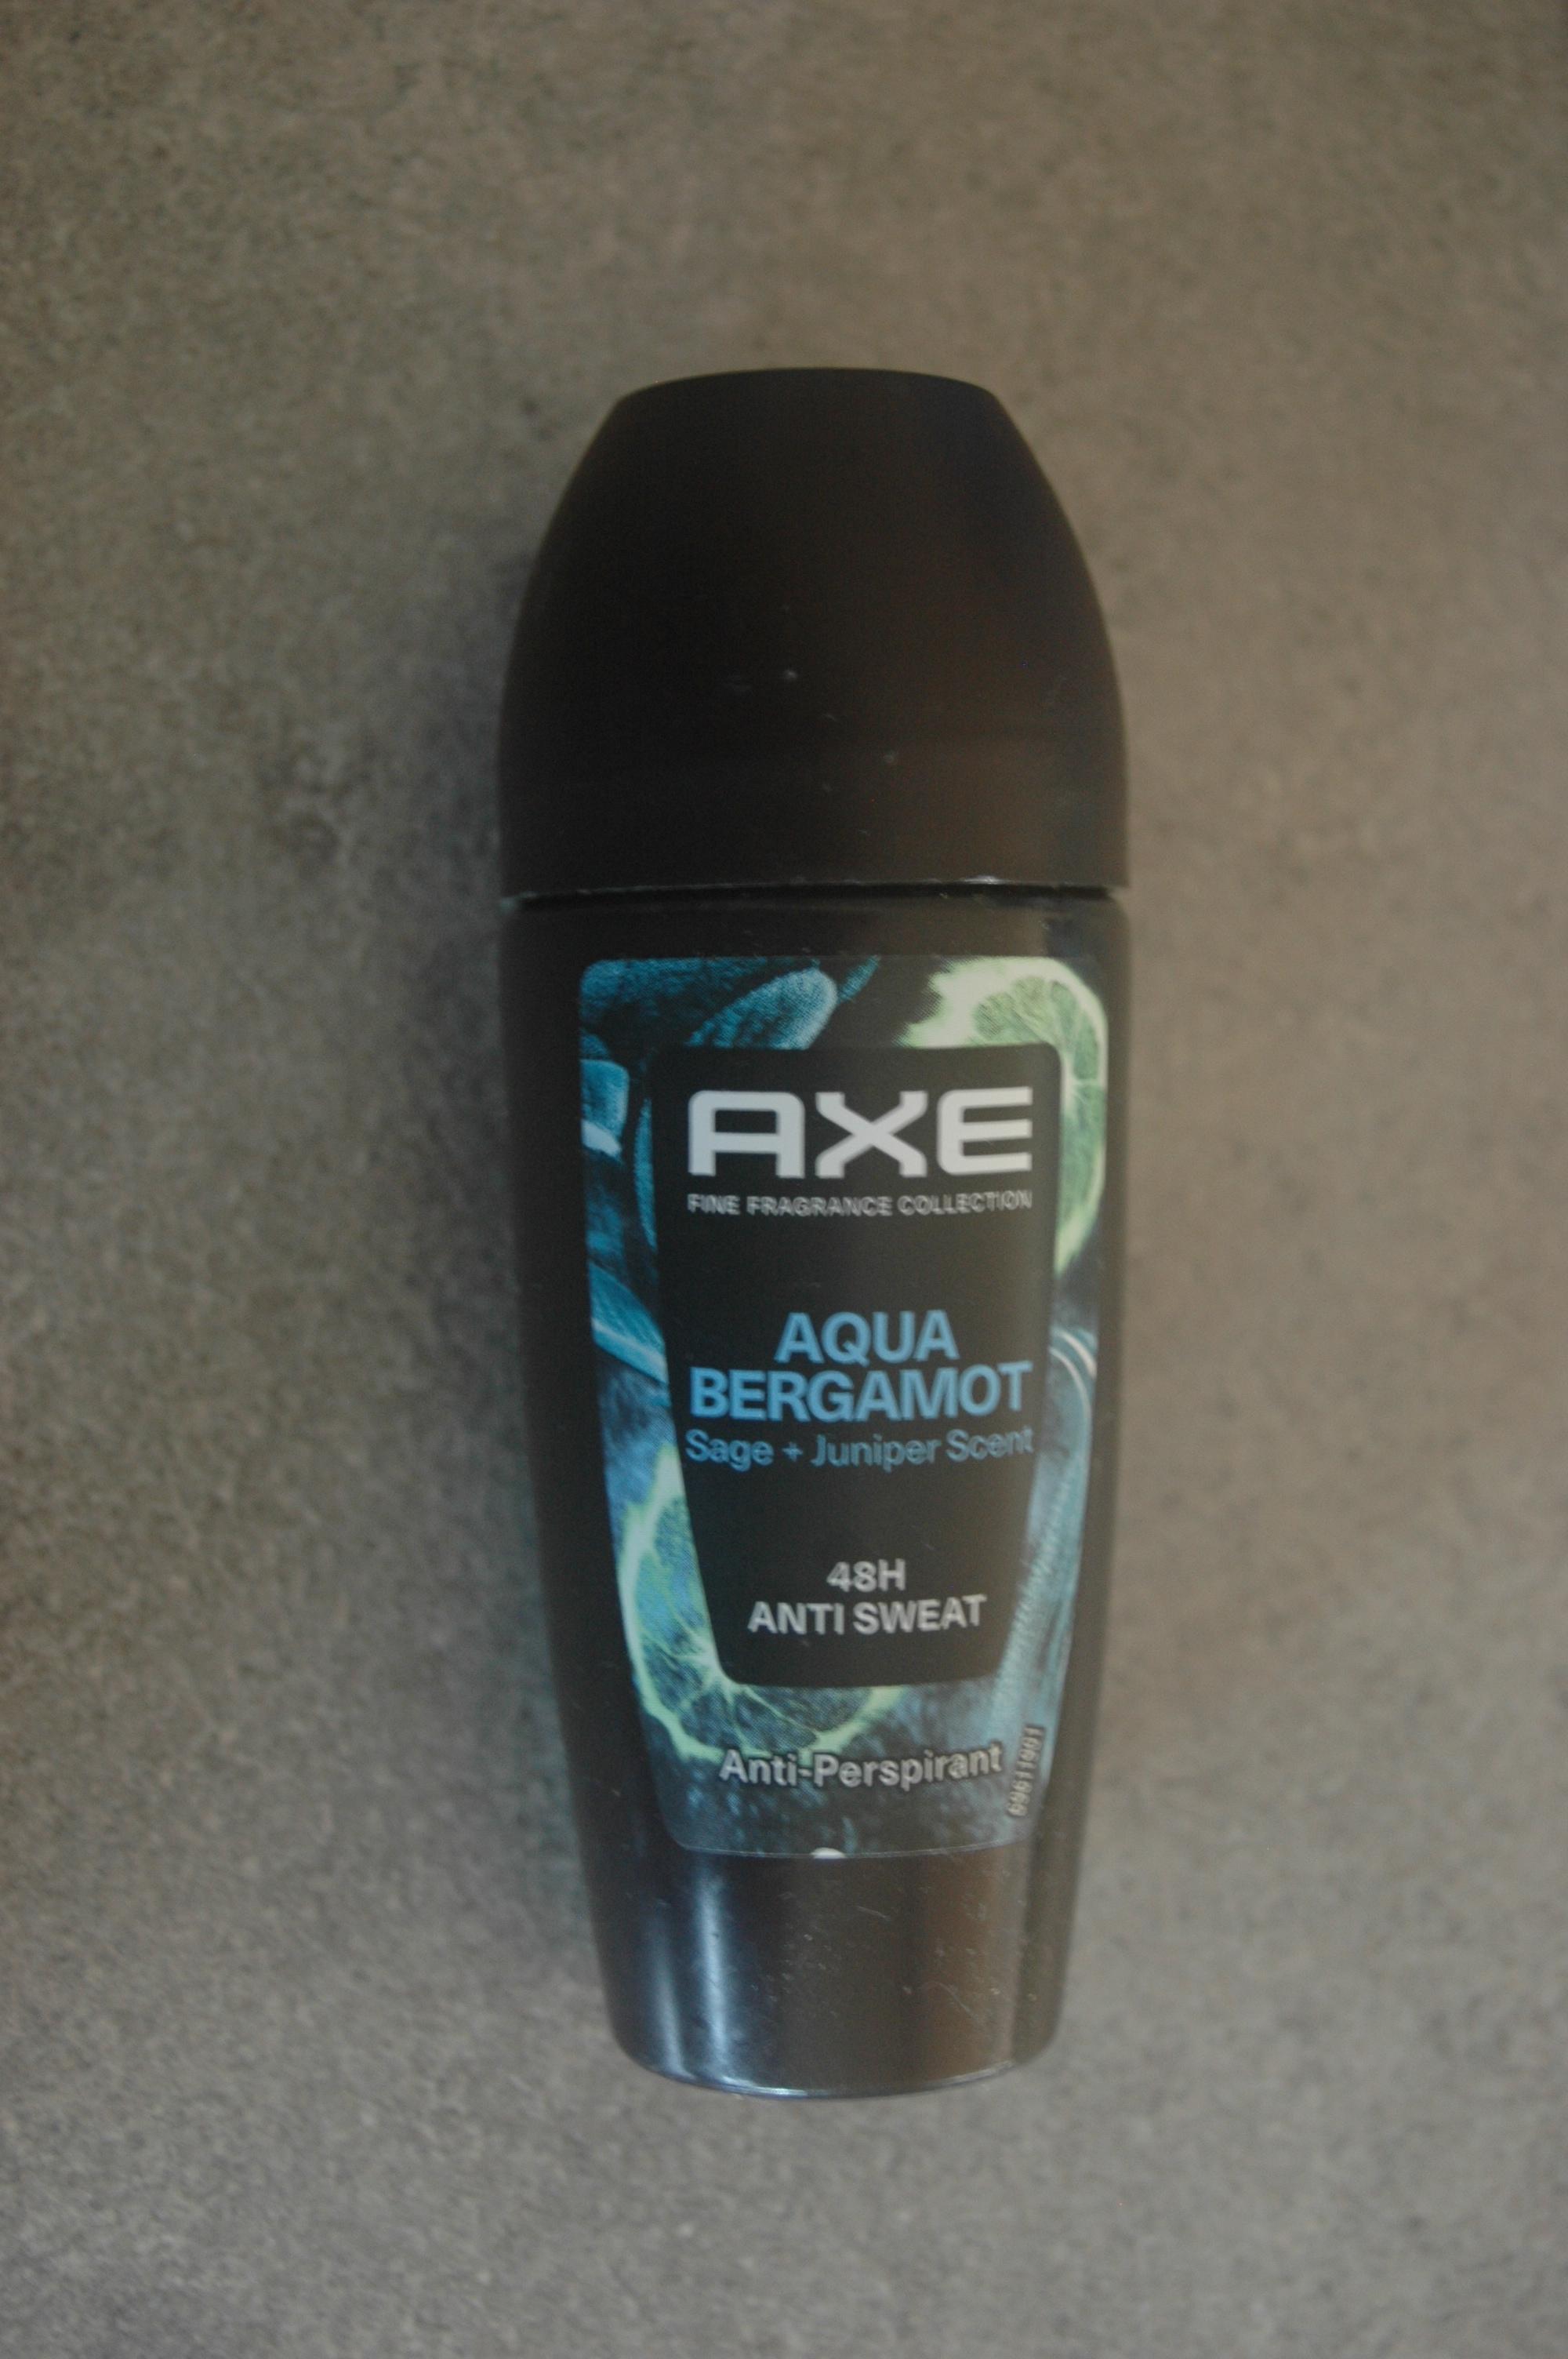 AXE
FINE FRAGRANCE COLLECTION
AQUA
BERGAMOT
Sage + Juniper Scent
48H
ANTI SWEAT
Anti-Perspirant